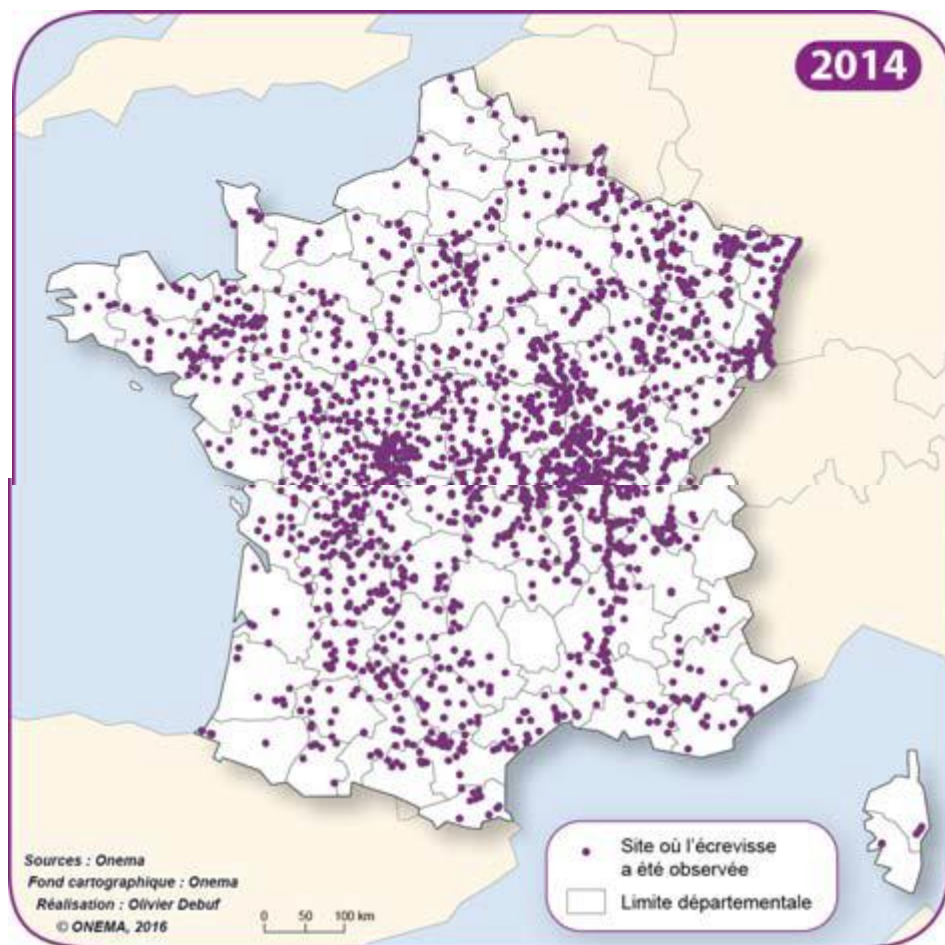 2014
Site où l'écrevisse
a été observée
Limite départementale
Sources : Onema
Fond cartographique : Onema
Réalisation : Olivier Debuf
© ONEMA, 2016
0 50 100 km